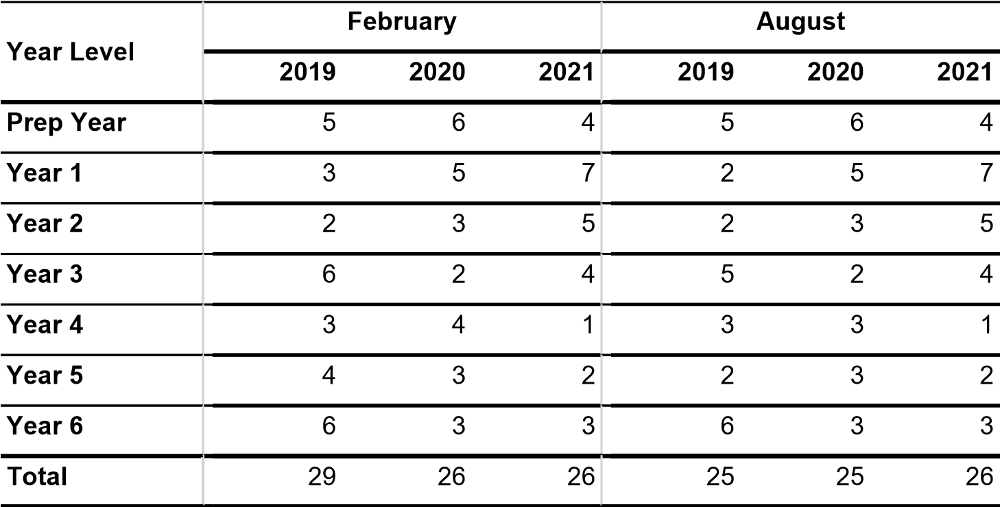 February August
Year Level
2019 2020 2021 2019 2020 2021
Prep Year 5 6 4 5 6 4
Year 1 3 5 7 2 5 7
Year 2 2 3 5 2 3 5
Year 3 6 2 4 5 2 4
Year 4 3 4 1 3 3 1
Year 5 4 3 2 2 3 2
Year 6 6 3 3 6 3 3
Total 29 26 26 25 25 26